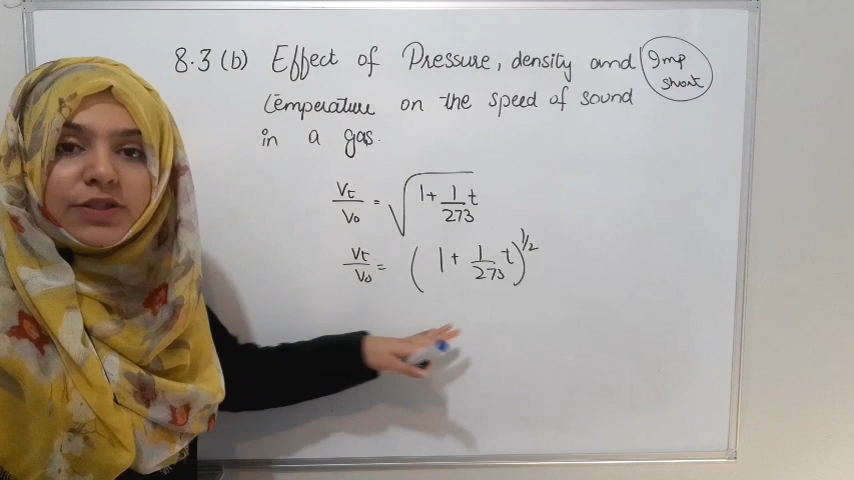 8.3 (b) Effect of Pressure, density and Imp short
temperature on the speed of sound
in a gas.
Vt/V0 = √(1 + 1/273 t)
Vt/V0 = (1 + 1/273 t)^1/2